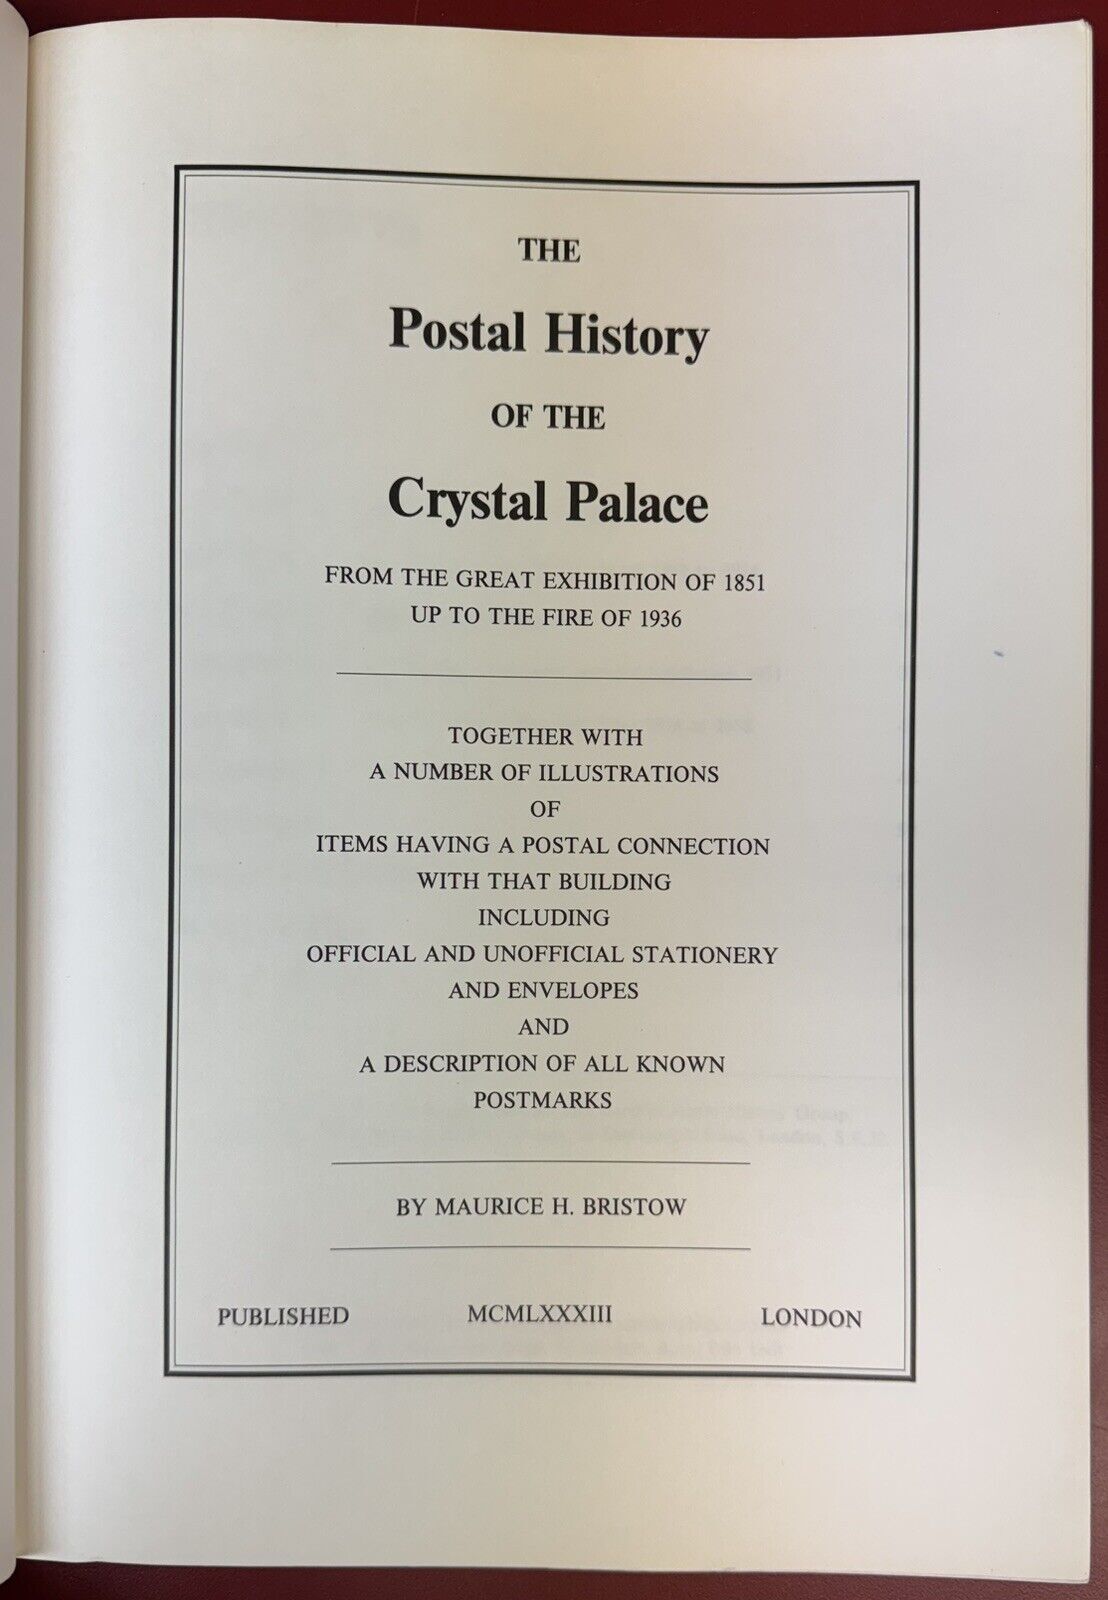 THE
Postal History
OF THE
Crystal Palace
FROM THE GREAT EXHIBITION OF 1851
UP TO THE FIRE OF 1936
TOGETHER WITH
A NUMBER OF ILLUSTRATIONS
OF
ITEMS HAVING A POSTAL CONNECTION
WITH THAT BUILDING
INCLUDING
OFFICIAL AND UNOFFICIAL STATIONERY
AND ENVELOPES
AND
A DESCRIPTION OF ALL KNOWN
POSTMARKS
BY MAURICE H. BRISTOW
PUBLISHED MCMLXXXIII LONDON